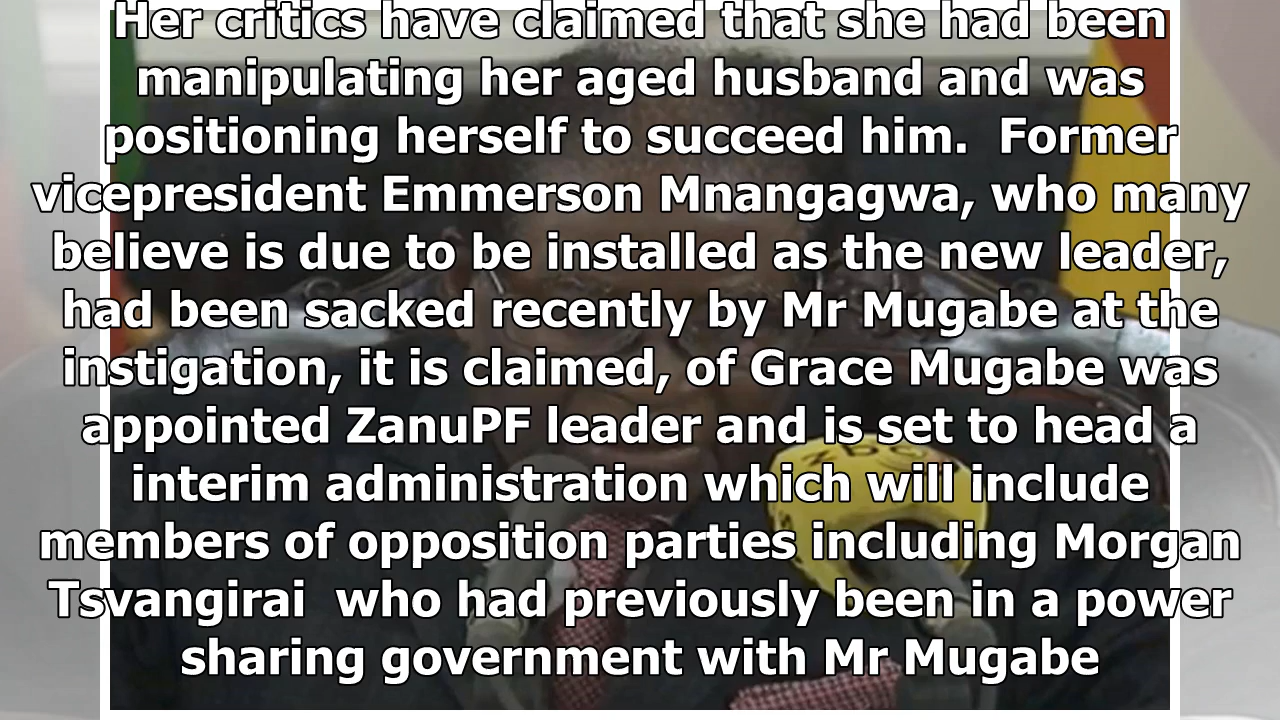 Her critics have claimed that she had been
manipulating her aged husband and was
positioning herself to succeed him.  Former
vicepresident Emmerson Mnangagwa, who many
believe is due to be installed as the new leader,
had been sacked recently by Mr Mugabe at the
instigation, it is claimed, of Grace Mugabe was
appointed ZanuPF leader and is set to head a
interim administration which will include
members of opposition parties including Morgan
Tsvangirai  who had previously been in a power
sharing government with Mr Mugabe
zbc